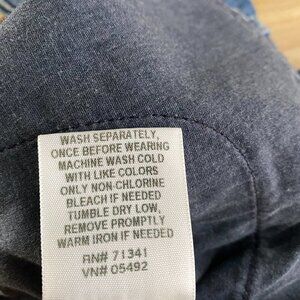 WASH SEPARATELY,
ONCE BEFORE WEARING
MACHINE WASH COLD
WITH LIKE COLORS
ONLY NON-CHLORINE
BLEACH IF NEEDED
TUMBLE DRY LOW,
REMOVE PROMPTLY
WARM IRON IF NEEDED
RN# 71341
VN# 05492